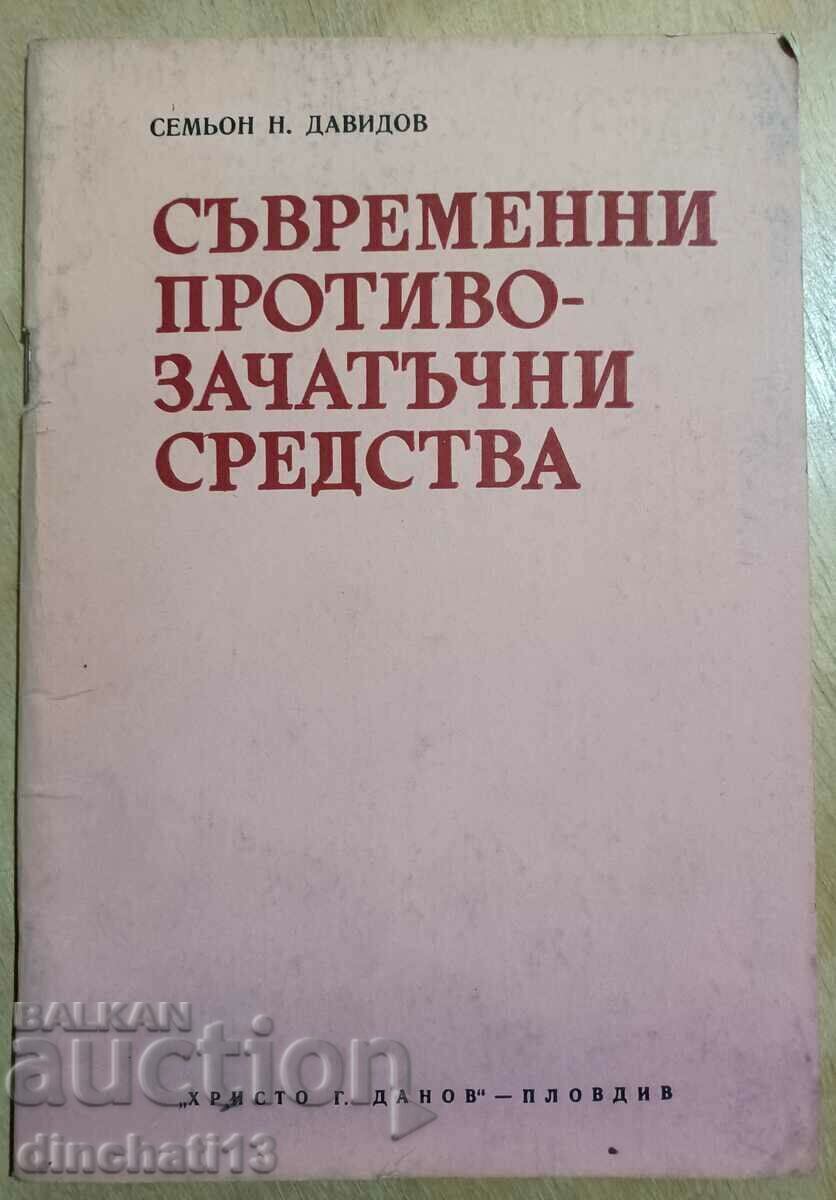 СЕМЬОН Н. ДАВИДОВ
СЪВРЕМЕННИ
ПРОТИВО-
ЗАЧАТЪЧНИ
СРЕДСТВА
BALKAN
auction
„ХРИСТО Г. ДАНОВ“ — ПЛОВДИВ
dinchati13